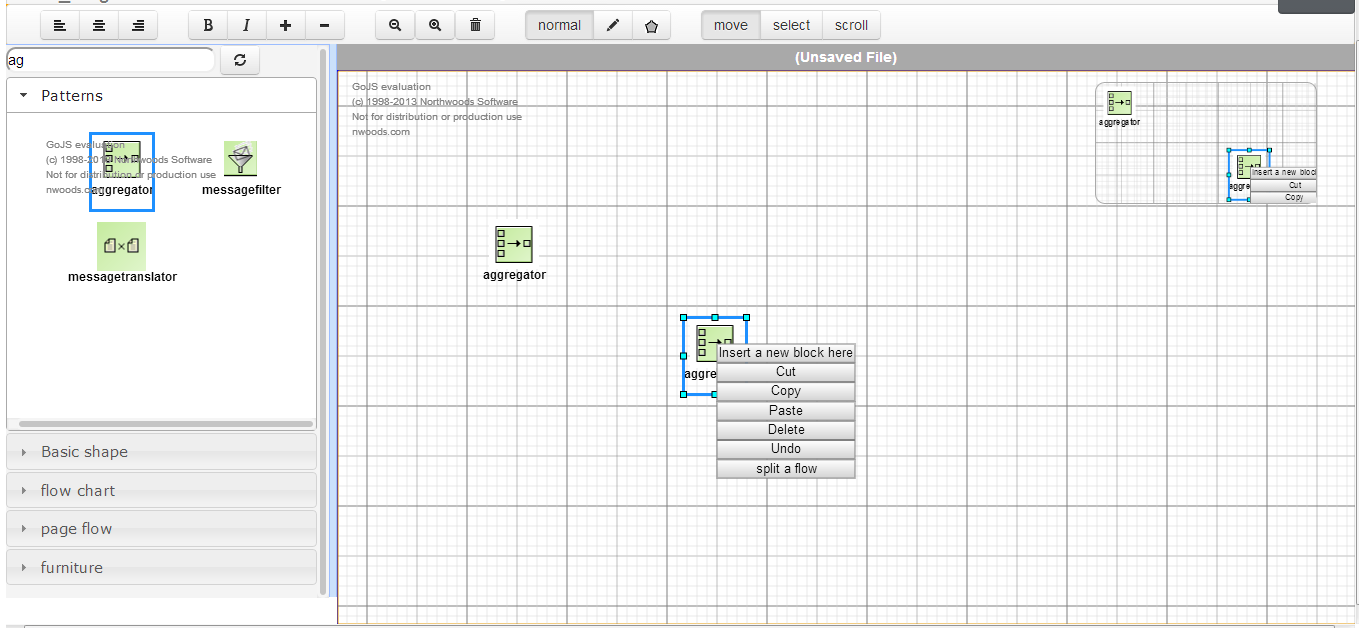 B I
normal
move select scroll
ag
(Unsaved File)
Patterns
GoJS evaluation
(c) 1998-2013 Northwoods Software
Not for distribution or production use
nwoods.com
aggregator
messagefilter
messagetranslator
Basic shape
flow chart
page flow
furniture
GoJS evaluation
(c) 1998-2013 Northwoods Software
Not for distribution or production use
nwoods.com
aggregator
aggre
Insert a new block here
Cut
Copy
Paste
Delete
Undo
split a flow
aggregator
aggre
Insert a new bloc
Cut
Copy